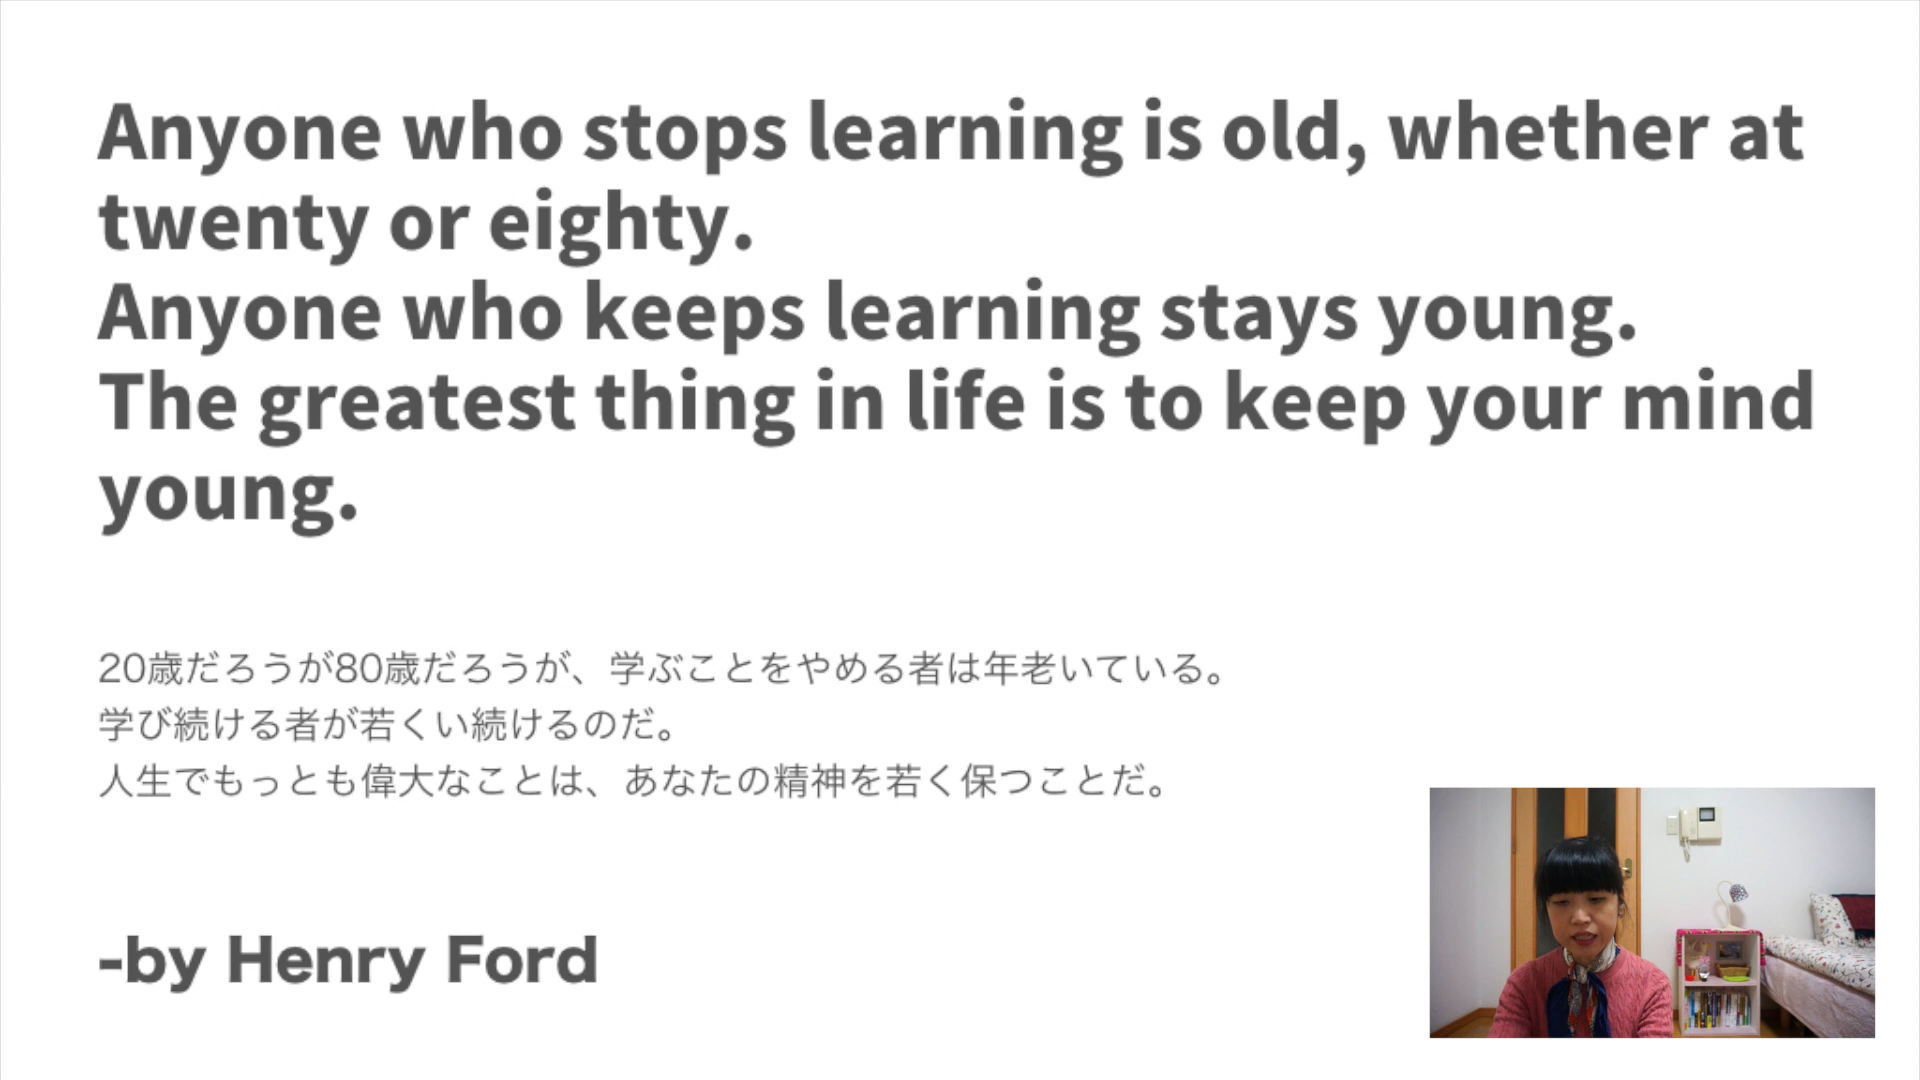 Anyone who stops learning is old, whether at
twenty or eighty.
Anyone who keeps learning stays young.
The greatest thing in life is to keep your mind
young.
20歳だろうが80歳だろうが、学ぶことをやめる者は年老いている。
学び続ける者が若くい続けるのだ。
人生でもっとも偉大なことは、あなたの精神を若く保つことだ。
-by Henry Ford